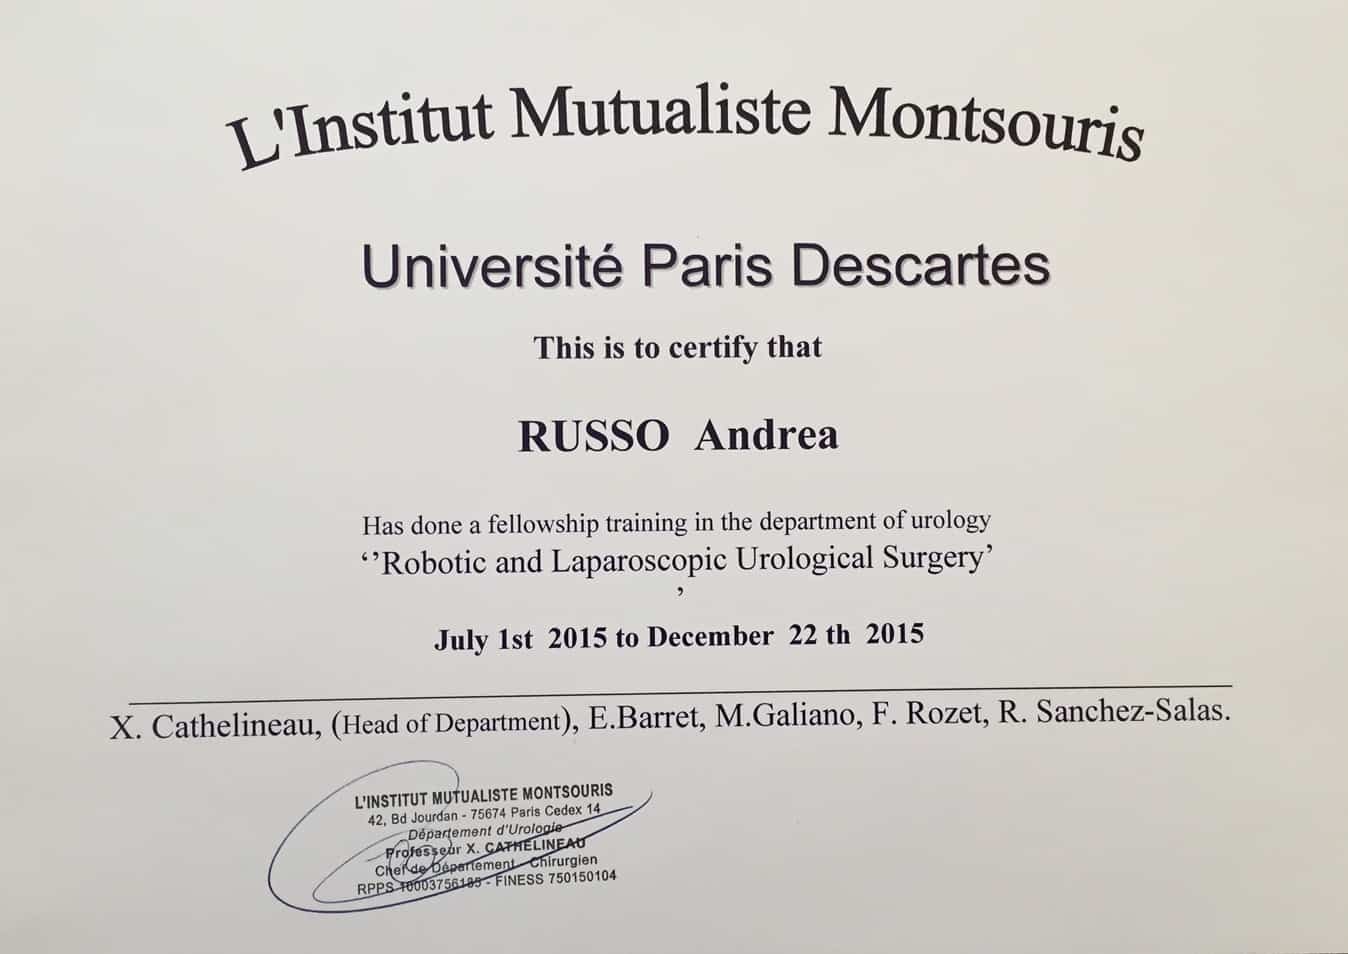 L'Institut Mutualiste Montsouris
Université Paris Descartes
This is to certify that
RUSSO Andrea
Has done a fellowship training in the department of urology
‘’Robotic and Laparoscopic Urological Surgery’
’
July 1st 2015 to December 22 th 2015
X. Cathelineau, (Head of Department), E.Barret, M.Galiano, F. Rozet, R. Sanchez-Salas.
L'INSTITUT MUTUALISTE MONTSOURIS
42, Bd Jourdan - 75674 Paris Cedex 14
Département d'Urologie
Professeur X. CATHELINEAU
Chef de Département - Chirurgien
RPPS - FINESS 750150104